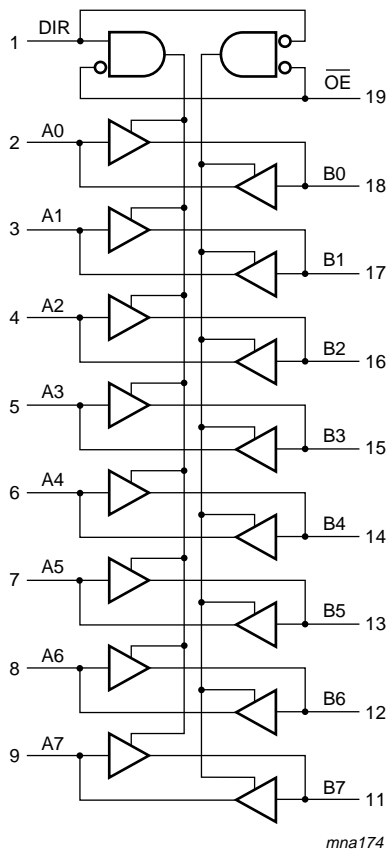 1 DIR
O̅E̅ 19
2 A0
B0 18
3 A1
B1 17
4 A2
B2 16
5 A3
B3 15
6 A4
B4 14
7 A5
B5 13
8 A6
B6 12
9 A7
B7 11
mna174